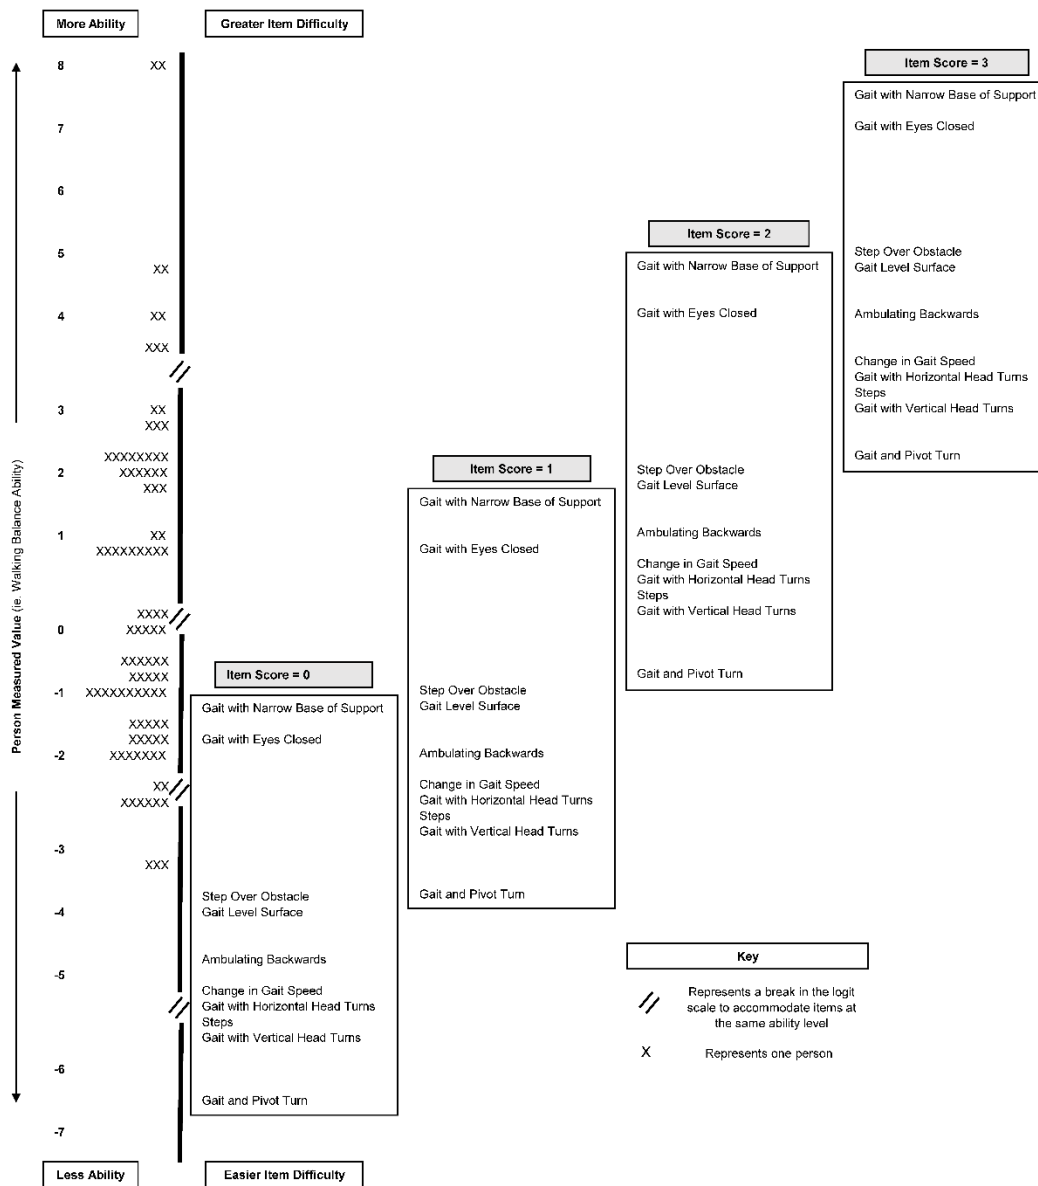 More Ability
Greater Item Difficulty
Item Score = 3
8
XX
Gait with Narrow Base of Support
7
Gait with Eyes Closed
6
Item Score = 2
5
Step Over Obstacle
XX
Gait with Narrow Base of Support
Gait Level Surface
4
XX
Gait with Eyes Closed
Ambulating Backwards
XXX
Change in Gait Speed
Gait with Horizontal Head Turns
Steps
3
XX
Gait with Vertical Head Turns
XXX
XXXXXXXX
Gait and Pivot Turn
Item Score = 1
2
XXXXXX
Step Over Obstacle
XXX
Gait Level Surface
Gait with Narrow Base of Support
1
XX
Ambulating Backwards
XXXXXXXXX
Gait with Eyes Closed
Change in Gait Speed
Gait with Horizontal Head Turns
Steps
XXXX
Gait with Vertical Head Turns
0
XXXXX
XXXXXX
Item Score = 0
XXXXX
Gait and Pivot Turn
-1
XXXXXXXXXX
Step Over Obstacle
Gait with Narrow Base of Support
Gait Level Surface
XXXXX
XXXXX
Gait with Eyes Closed
-2
XXXXXXX
Ambulating Backwards
XX
Change in Gait Speed
XXXXXX
Gait with Horizontal Head Turns
Steps
Gait with Vertical Head Turns
-3
XXX
Step Over Obstacle
Gait and Pivot Turn
-4
Gait Level Surface
Ambulating Backwards
-5
Change in Gait Speed
Gait with Horizontal Head Turns
Steps
Gait with Vertical Head Turns
-6
Gait and Pivot Turn
-7
Less Ability
Easier Item Difficulty
Person Measured Value (ie. Walking Balance Ability)
Key
Represents a break in the logit
scale to accommodate items at
the same ability level
X
Represents one person